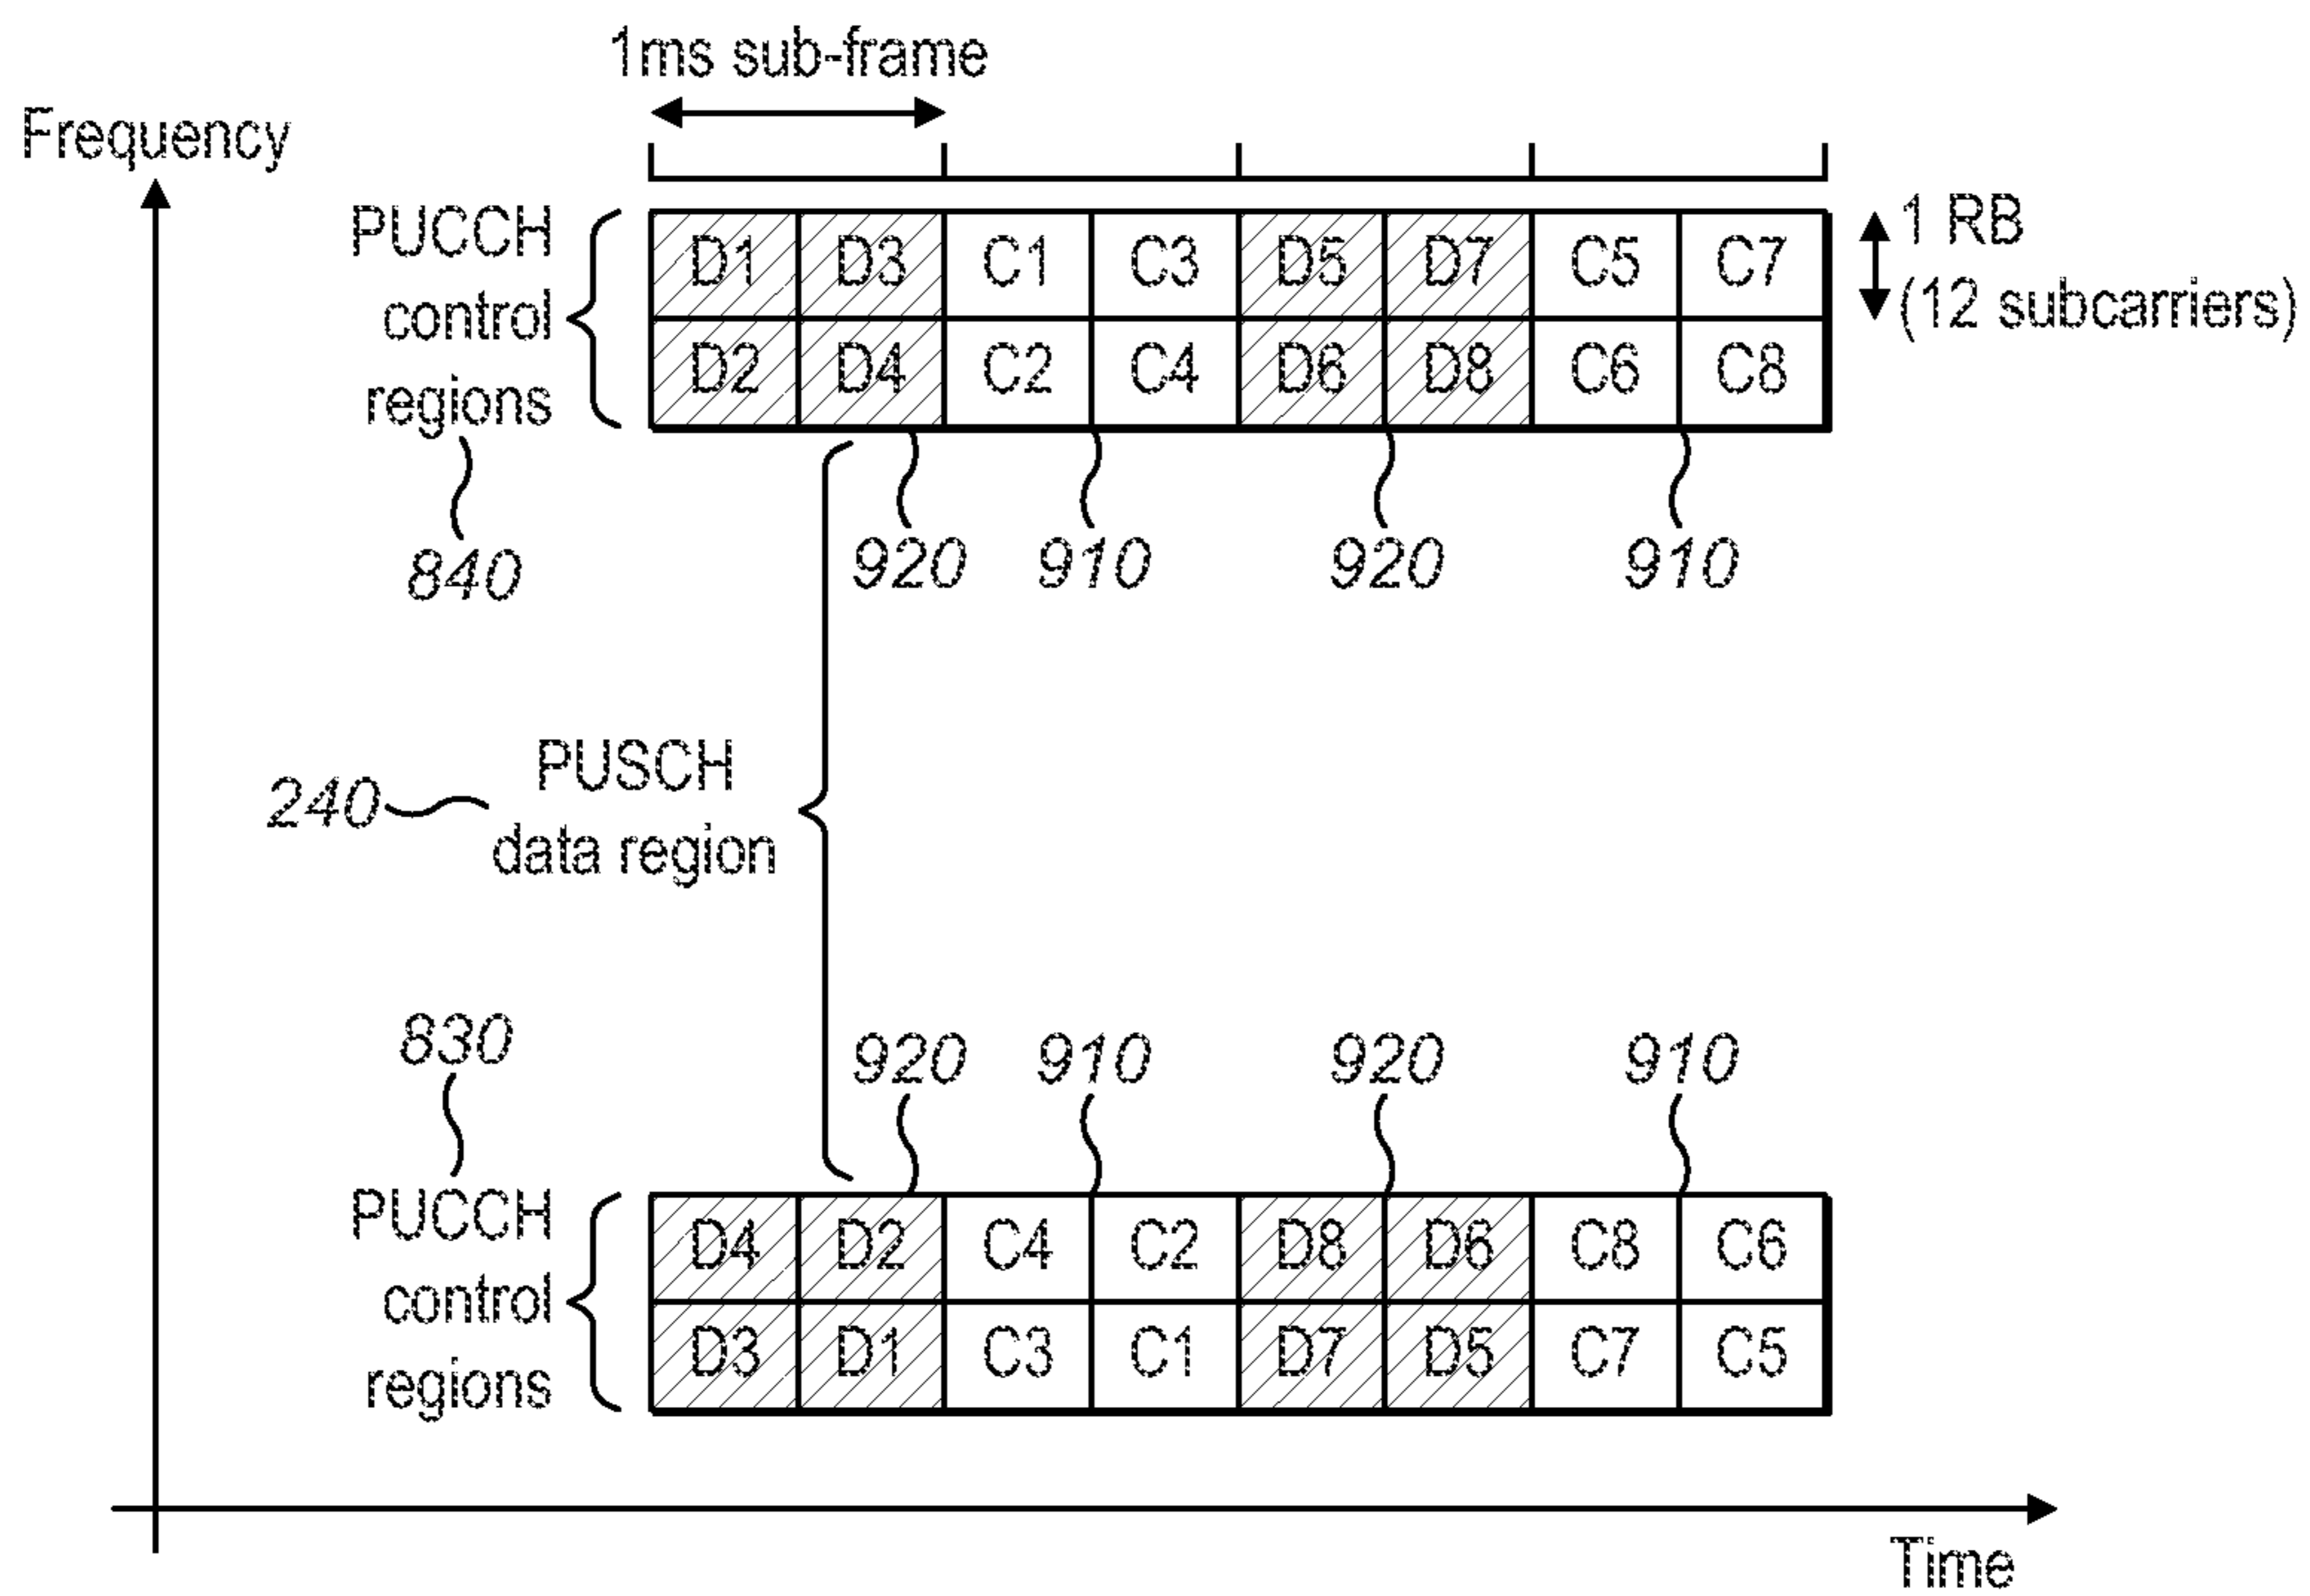 1ms sub-frame
Frequency
PUCCH
control
regions
D1 D3 C1 C3 D5 D7 C5 C7
D2 D4 C2 C4 D6 D8 C6 C8
1 RB
(12 subcarriers)
840
920 910 920 910
240
PUSCH
data region
830
920 910 920 910
PUCCH
control
regions
D4 D2 C4 C2 D8 D6 C8 C6
D3 D1 C3 C1 D7 D5 C7 C5
Time